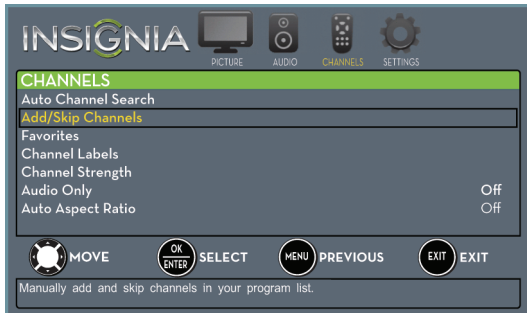 INSIGNIA
PICTURE AUDIO CHANNELS SETTINGS
CHANNELS
Auto Channel Search
Add/Skip Channels
Favorites
Channel Labels
Channel Strength
Audio Only Off
Auto Aspect Ratio Off
MOVE OK ENTER SELECT MENU PREVIOUS EXIT EXIT
Manually add and skip channels in your program list.